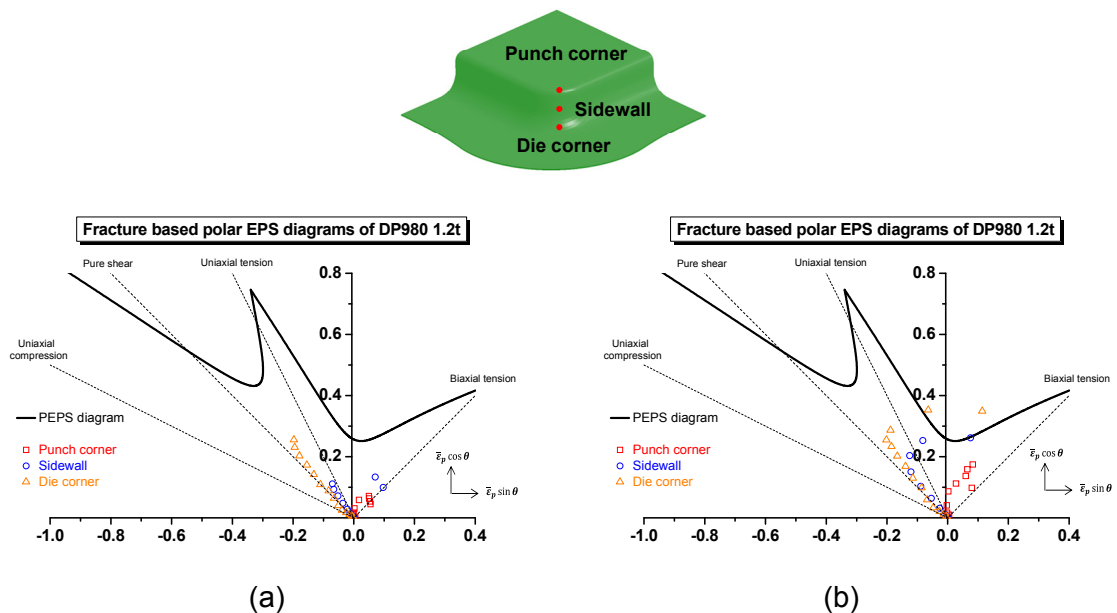 Punch corner
Sidewall
Die corner
Fracture based polar EPS diagrams of DP980 1.2t
Pure shear
Uniaxial tension
0.8
0.6
Uniaxial
compression
Biaxial tension
0.4
PEPS diagram
Punch corner
Sidewall
Die corner
0.2
ε̅ₚ cos θ
ε̅ₚ sin θ
-1.0 -0.8 -0.6 -0.4 -0.2 0.0 0.2 0.4
(a)
Fracture based polar EPS diagrams of DP980 1.2t
Pure shear
Uniaxial tension
0.8
0.6
Uniaxial
compression
Biaxial tension
0.4
PEPS diagram
Punch corner
Sidewall
Die corner
0.2
ε̅ₚ cos θ
ε̅ₚ sin θ
-1.0 -0.8 -0.6 -0.4 -0.2 0.0 0.2 0.4
(b)